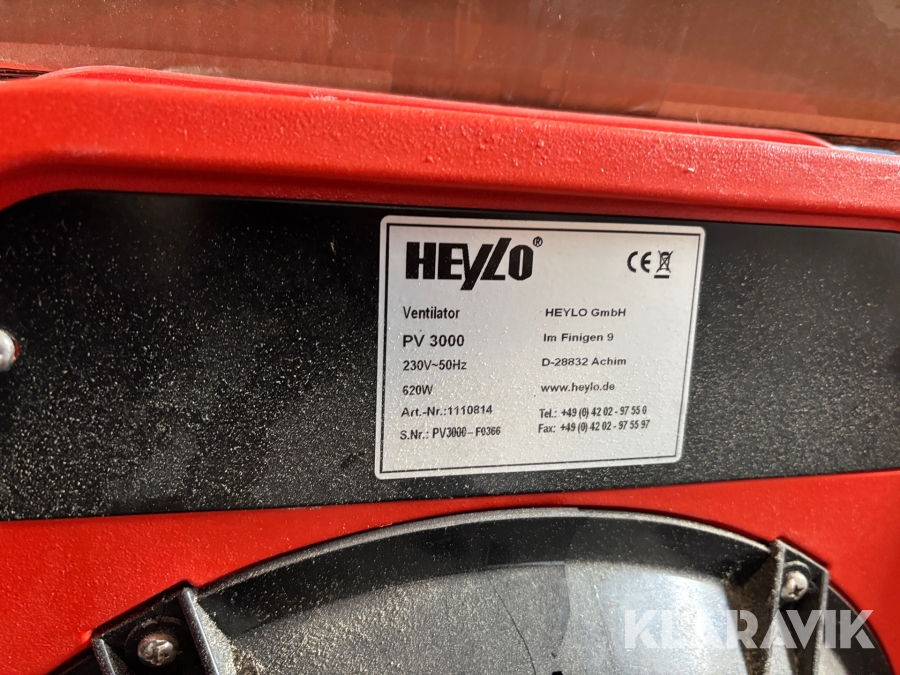 HEYLO®
CE
Ventilator
PV 3000
230V~50Hz
620W
Art.-Nr.:1110814
S.Nr.: PV3000-F0366
HEYLO GmbH
Im Finigen 9
D-28832 Achim
www.heylo.de
Tel.: +49 (0) 42 02 - 97 55 0
Fax: +49 (0) 42 02 - 97 55 97
KLARAVIK